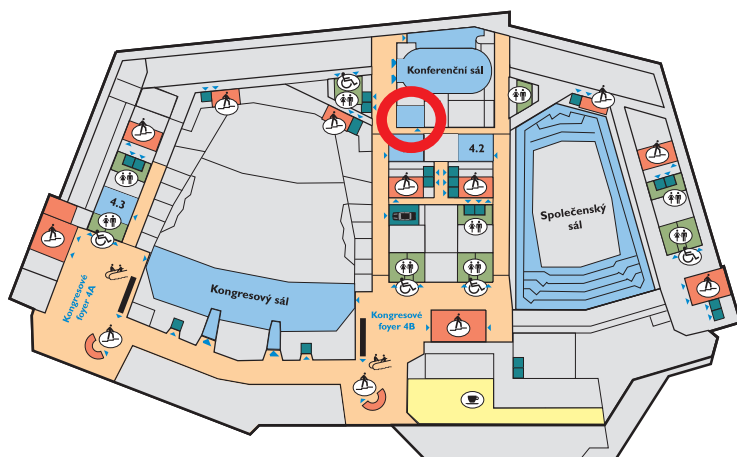 Konferenční sál
4.2
4.3
Společenský
sál
Kongresový sál
Kongresové
foyer 4A
Kongresové
foyer 4B